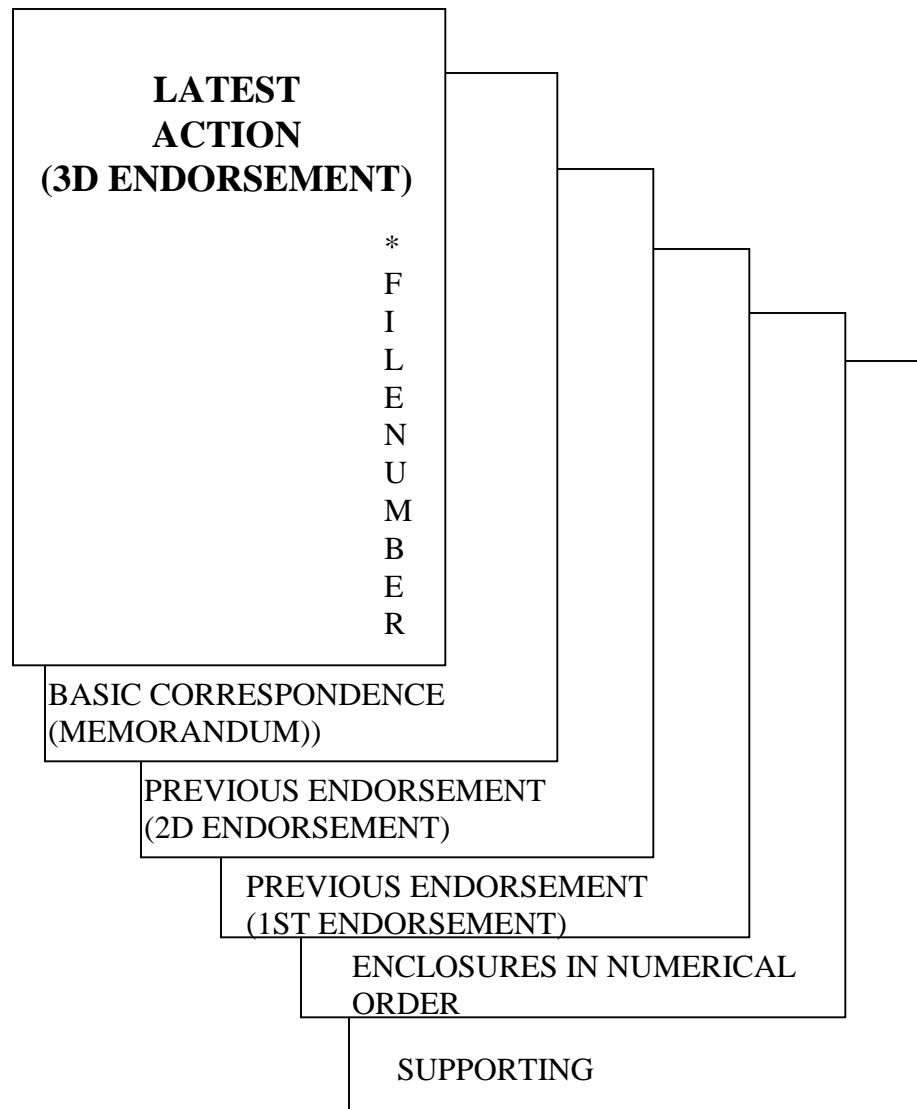 LATEST
ACTION
(3D ENDORSEMENT)
*
F
I
L
E
N
U
M
B
E
R
BASIC CORRESPONDENCE
(MEMORANDUM))
PREVIOUS ENDORSEMENT
(2D ENDORSEMENT)
PREVIOUS ENDORSEMENT
(1ST ENDORSEMENT)
ENCLOSURES IN NUMERICAL
ORDER
SUPPORTING